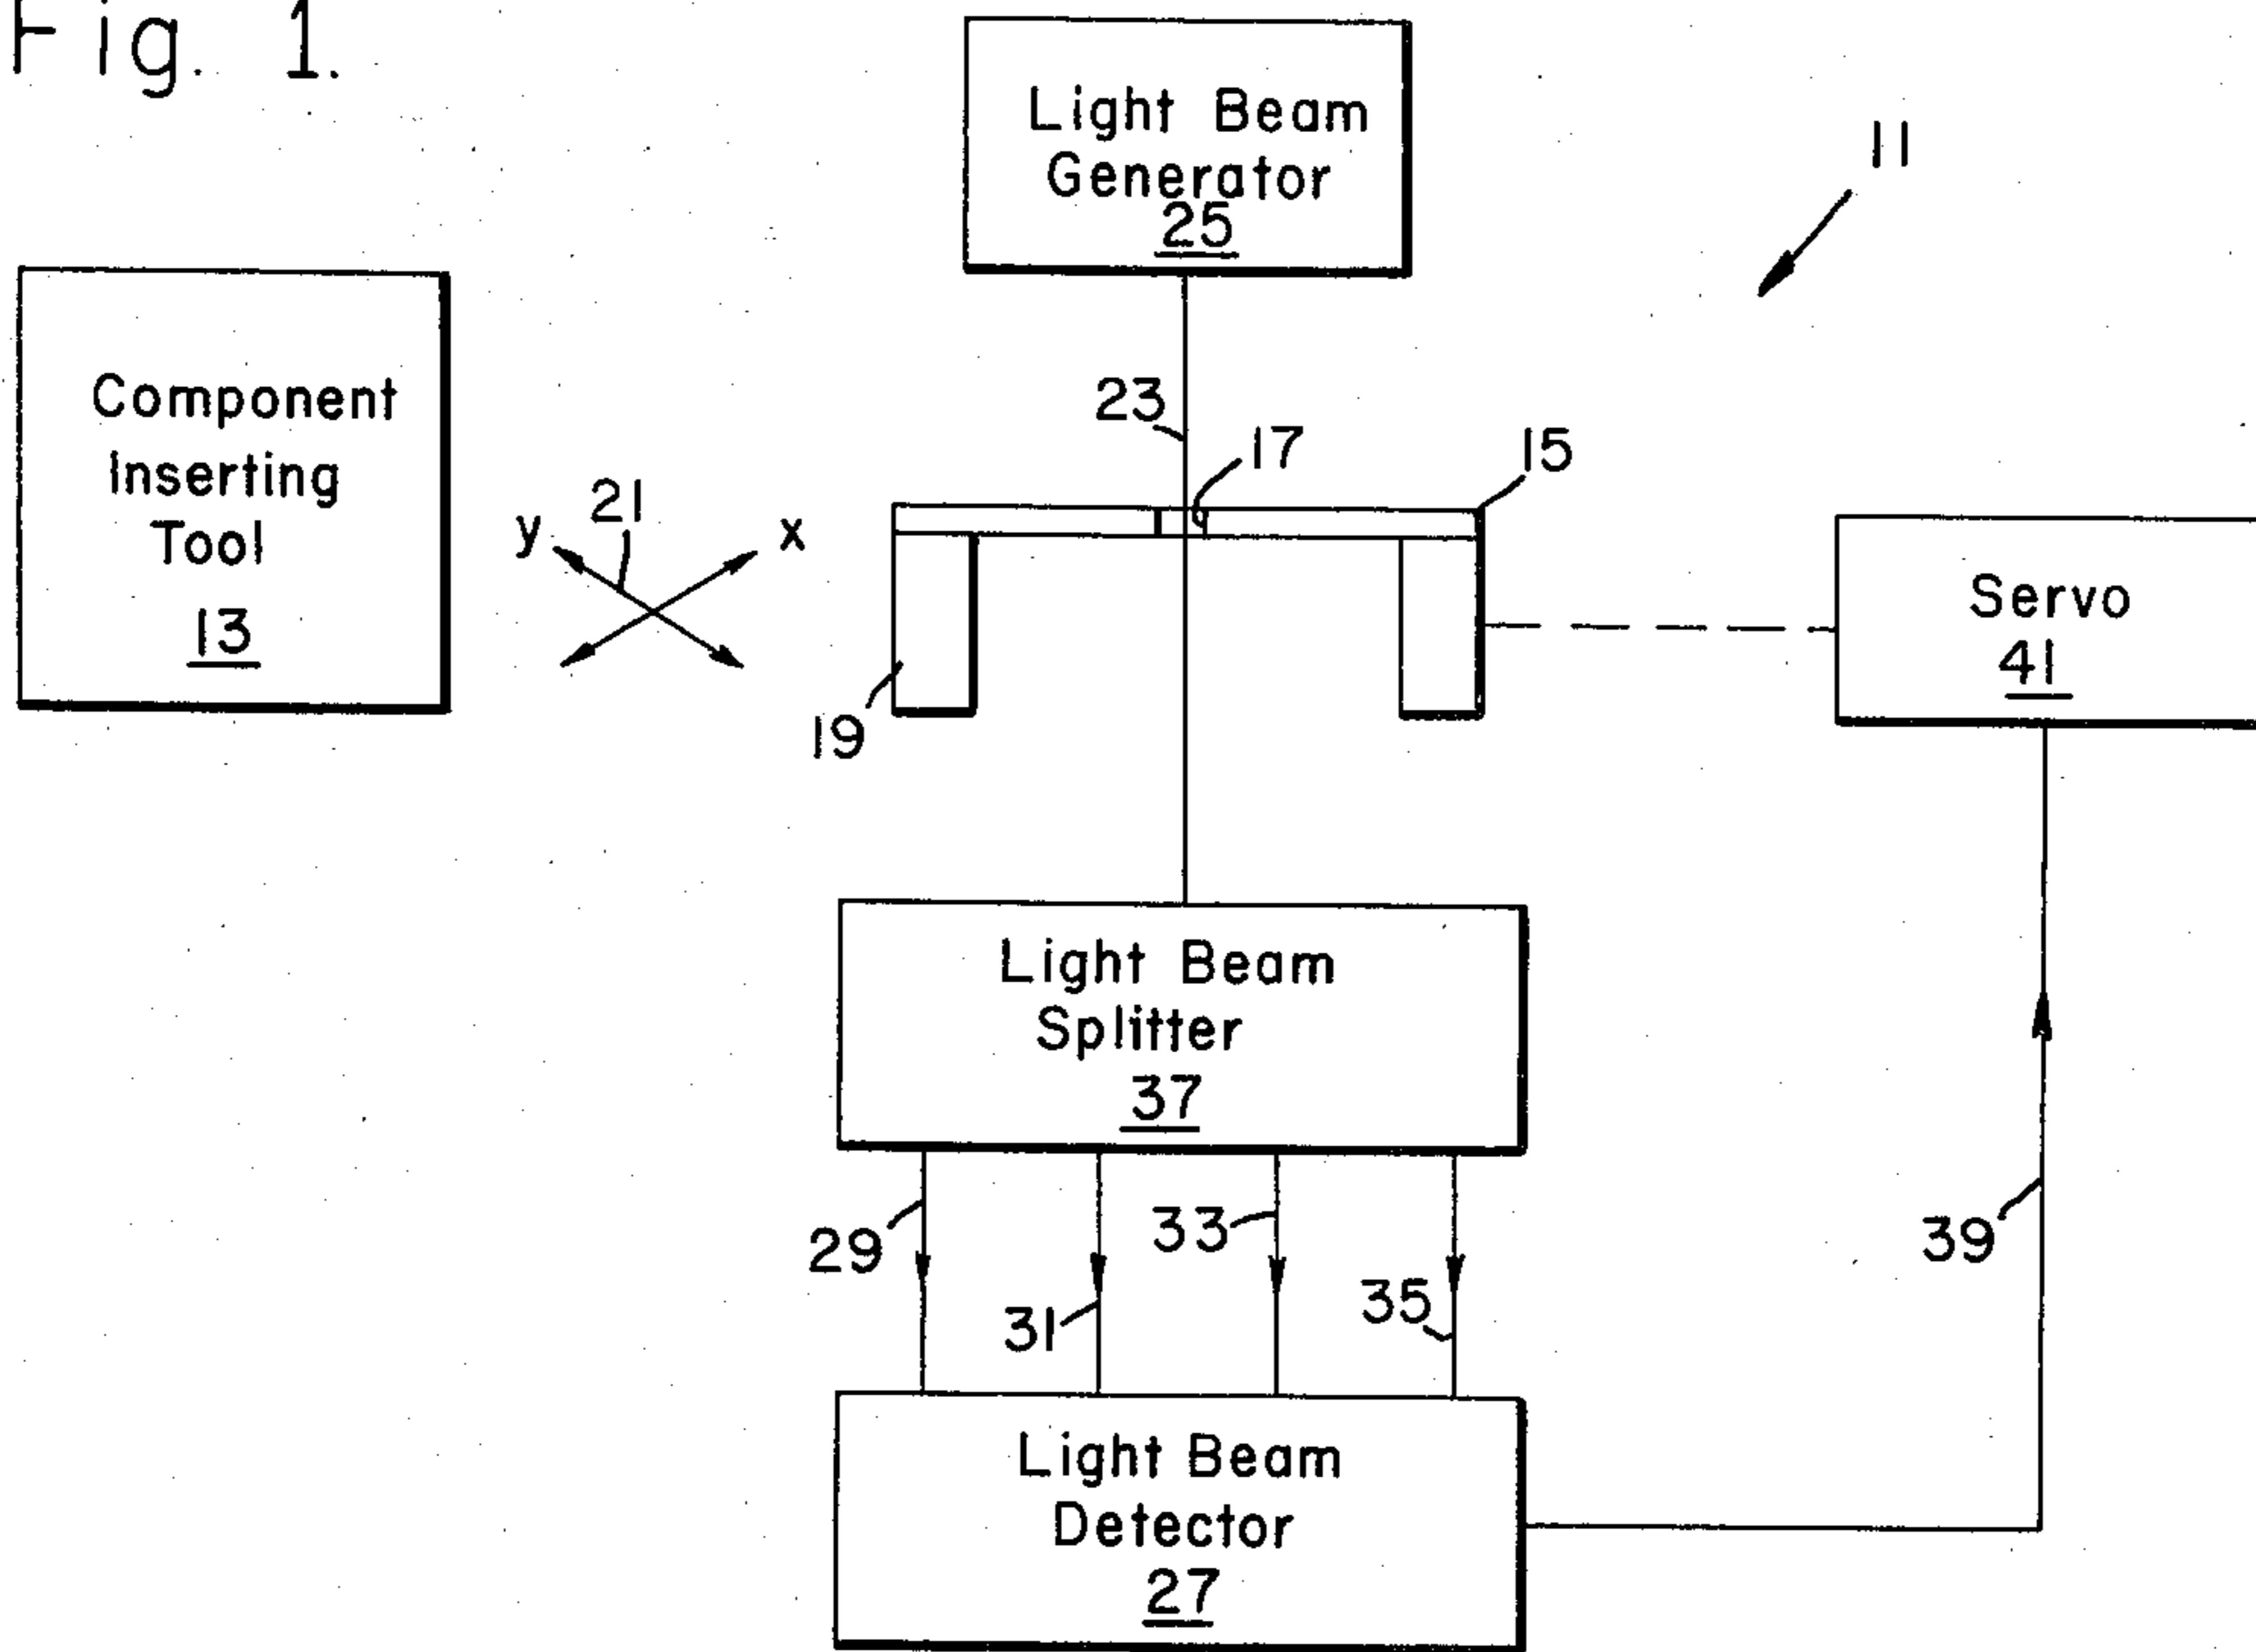 Fig. 1.
Light Beam
Generator
25
11
Component
Inserting
Tool
13
23
17
15
21
y
x
19
Servo
41
Light Beam
Splitter
37
29
31
33
35
39
Light Beam
Detector
27